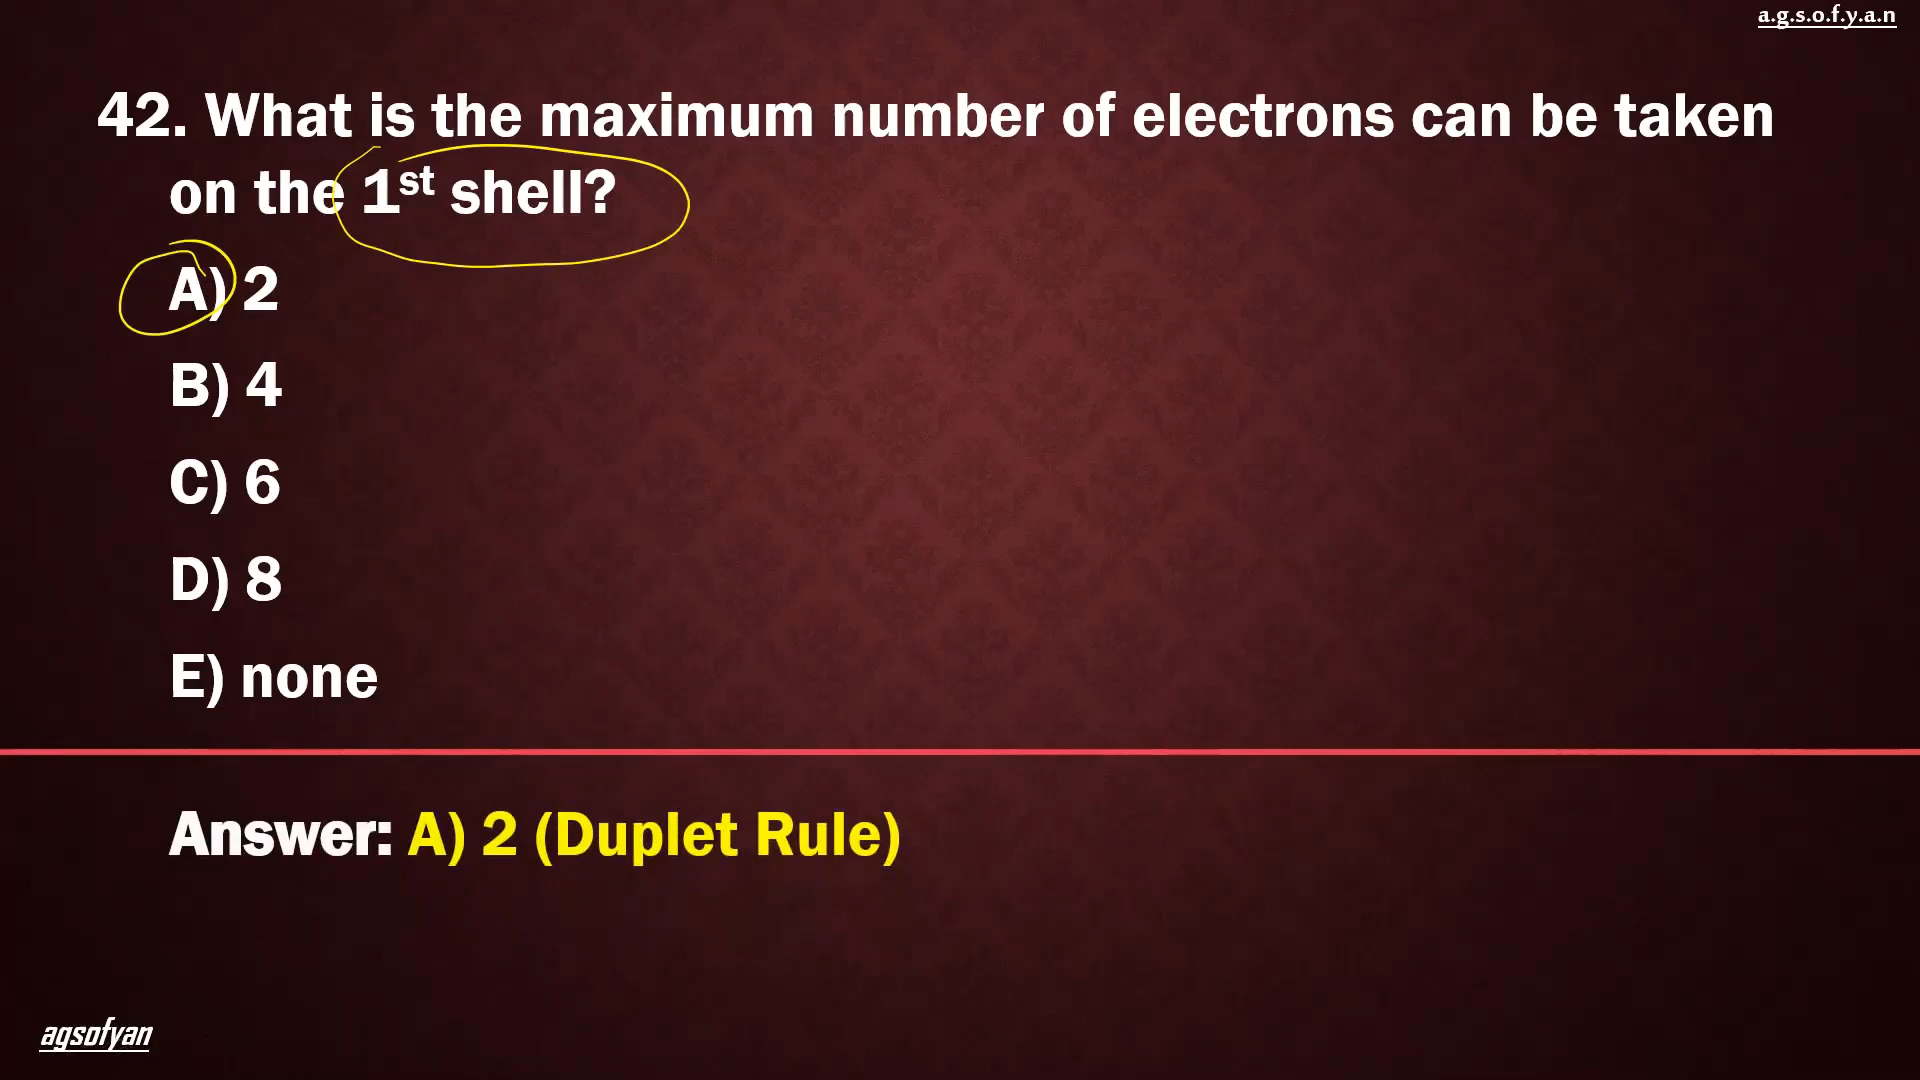 a.g.s.o.f.y.a.n
42. What is the maximum number of electrons can be taken
on the 1st shell?
A) 2
B) 4
C) 6
D) 8
E) none
Answer: A) 2 (Duplet Rule)
agsofyan